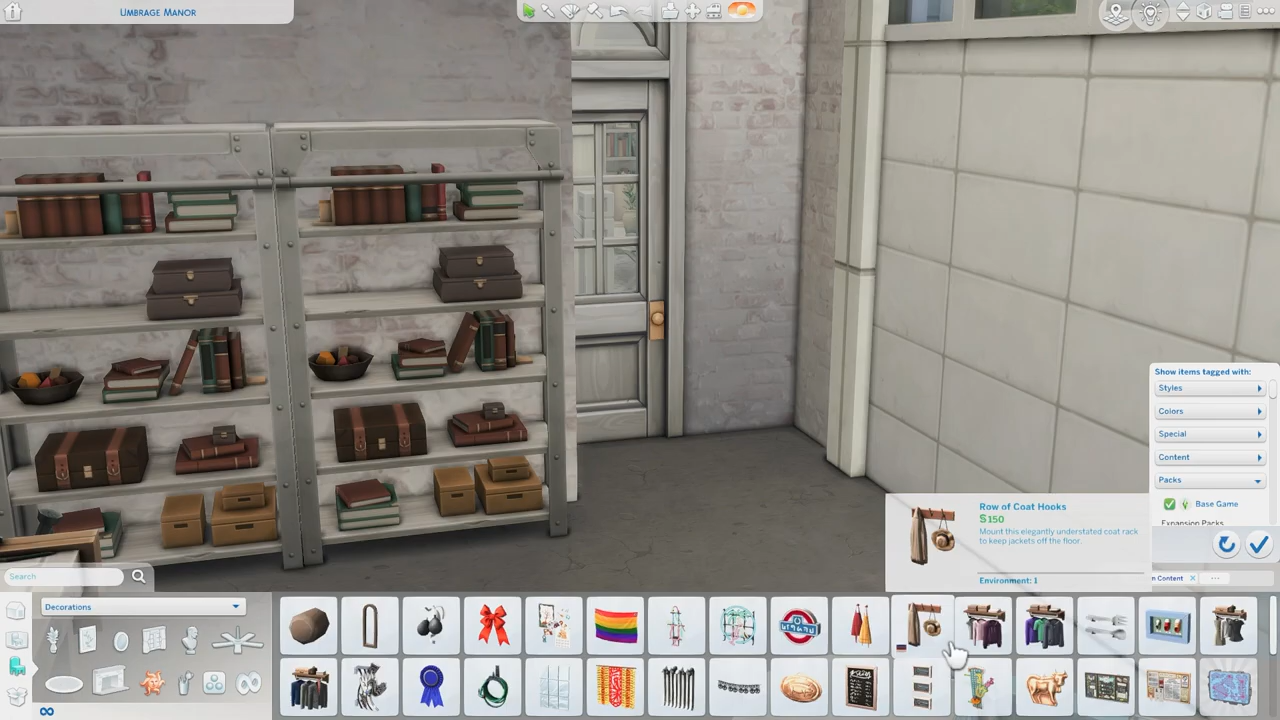 Umbrage Manor
Show items tagged with:
Styles
Colors
Special
Content
Packs
Base Game
Expansion Packs
Row of Coat Hooks
§150
Mount this elegantly understated coat rack
to keep jackets off the floor.
Environment: 1
Search
n Content
Decorations